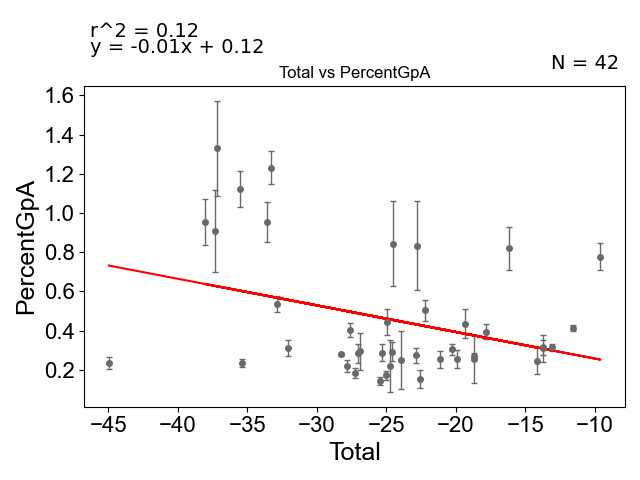 r^2 = 0.12
y = -0.01x + 0.12
N = 42
Total vs PercentGpA
PercentGpA
1.6
1.4
1.2
1.0
0.8
0.6
0.4
0.2
−45
−40
−35
−30
−25
−20
−15
−10
Total